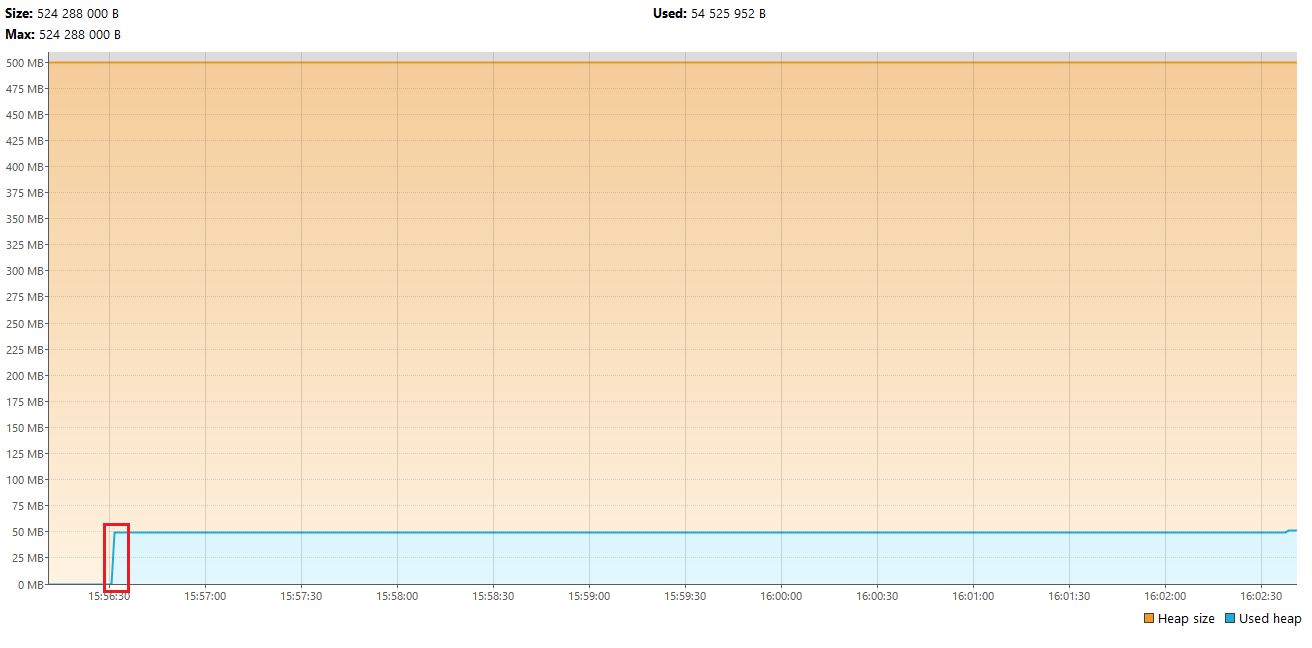 Size: 524 288 000 B
Used: 54 525 952 B
Max: 524 288 000 B
500 MB
475 MB
450 MB
425 MB
400 MB
375 MB
350 MB
325 MB
300 MB
275 MB
250 MB
225 MB
200 MB
175 MB
150 MB
125 MB
100 MB
75 MB
50 MB
25 MB
0 MB
15:56:30 15:57:00 15:57:30 15:58:00 15:58:30 15:59:00 15:59:30 16:00:00 16:00:30 16:01:00 16:01:30 16:02:00 16:02:30
Heap size Used heap